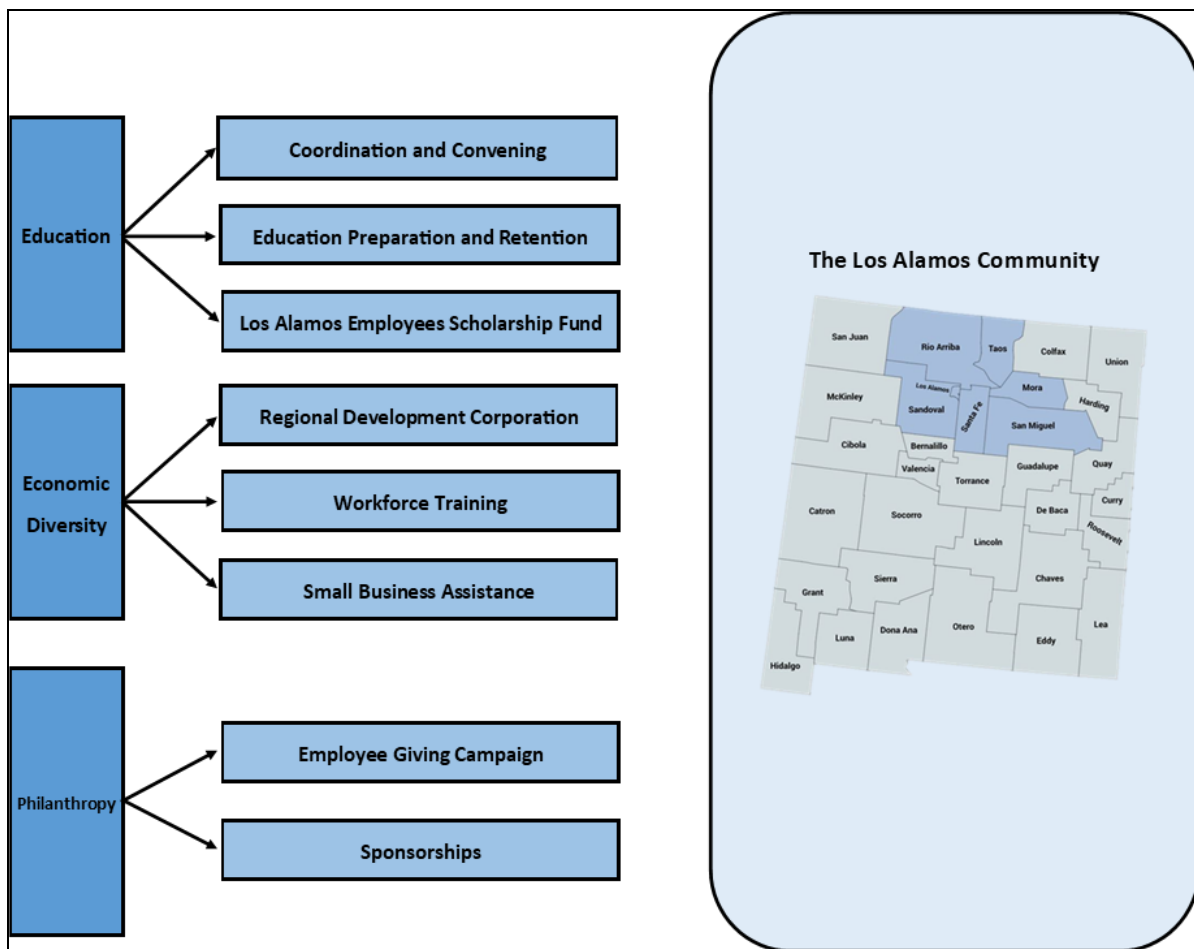 Education
Coordination and Convening
Education Preparation and Retention
Los Alamos Employees Scholarship Fund
Economic
Diversity
Regional Development Corporation
Workforce Training
Small Business Assistance
Philanthropy
Employee Giving Campaign
Sponsorships
The Los Alamos Community
San Juan
Rio Arriba
Taos
Colfax
Union
McKinley
Los Alamos
Mora
Harding
Sandoval
Santa Fe
San Miguel
Cibola
Bernalillo
Valencia
Torrance
Guadalupe
Quay
Catron
Socorro
De Baca
Curry
Roosevelt
Lincoln
Sierra
Chaves
Grant
Luna
Dona Ana
Otero
Eddy
Lea
Hidalgo